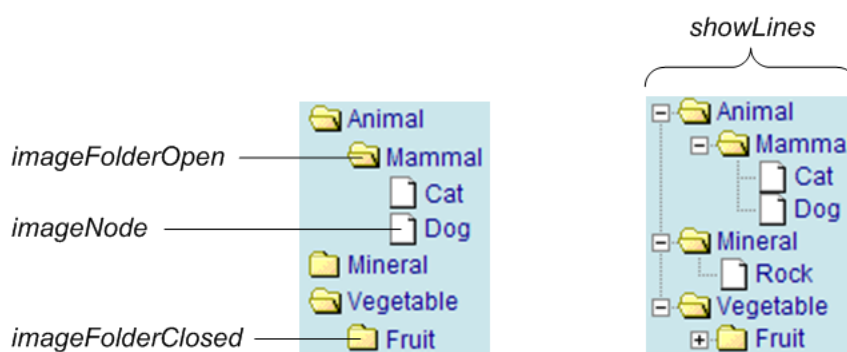 showLines
imageFolderOpen
imageNode
imageFolderClosed
Animal
Mammal
Cat
Dog
Mineral
Vegetable
Fruit
Animal
Mamma
Cat
Dog
Mineral
Rock
Vegetable
Fruit